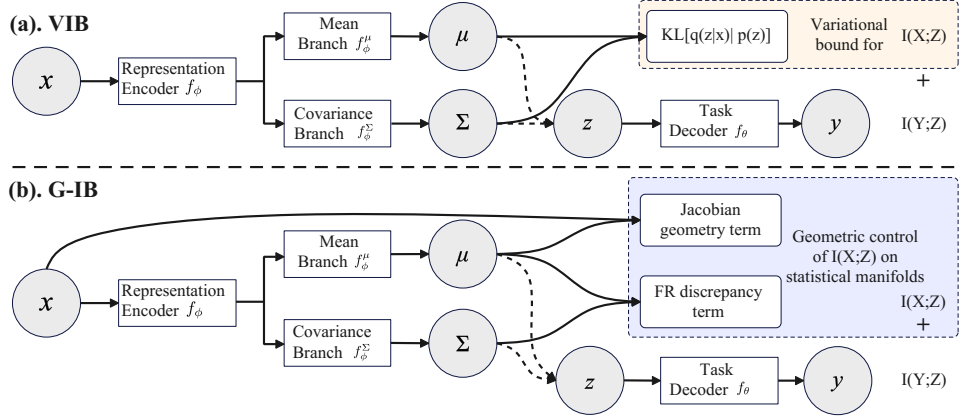 (a). VIB
x
Representation
Encoder f_ϕ
Mean
Branch f_ϕ^μ
μ
Covariance
Branch f_ϕ^Σ
Σ
KL[q(z|x)| p(z)]
Variational
bound for
I(X;Z)
+
z
Task
Decoder f_θ
y
I(Y;Z)
(b). G-IB
x
Representation
Encoder f_ϕ
Mean
Branch f_ϕ^μ
μ
Covariance
Branch f_ϕ^Σ
Σ
Jacobian
geometry term
FR discrepancy
term
Geometric control
of I(X;Z) on
statistical manifolds
I(X;Z)
+
z
Task
Decoder f_θ
y
I(Y;Z)